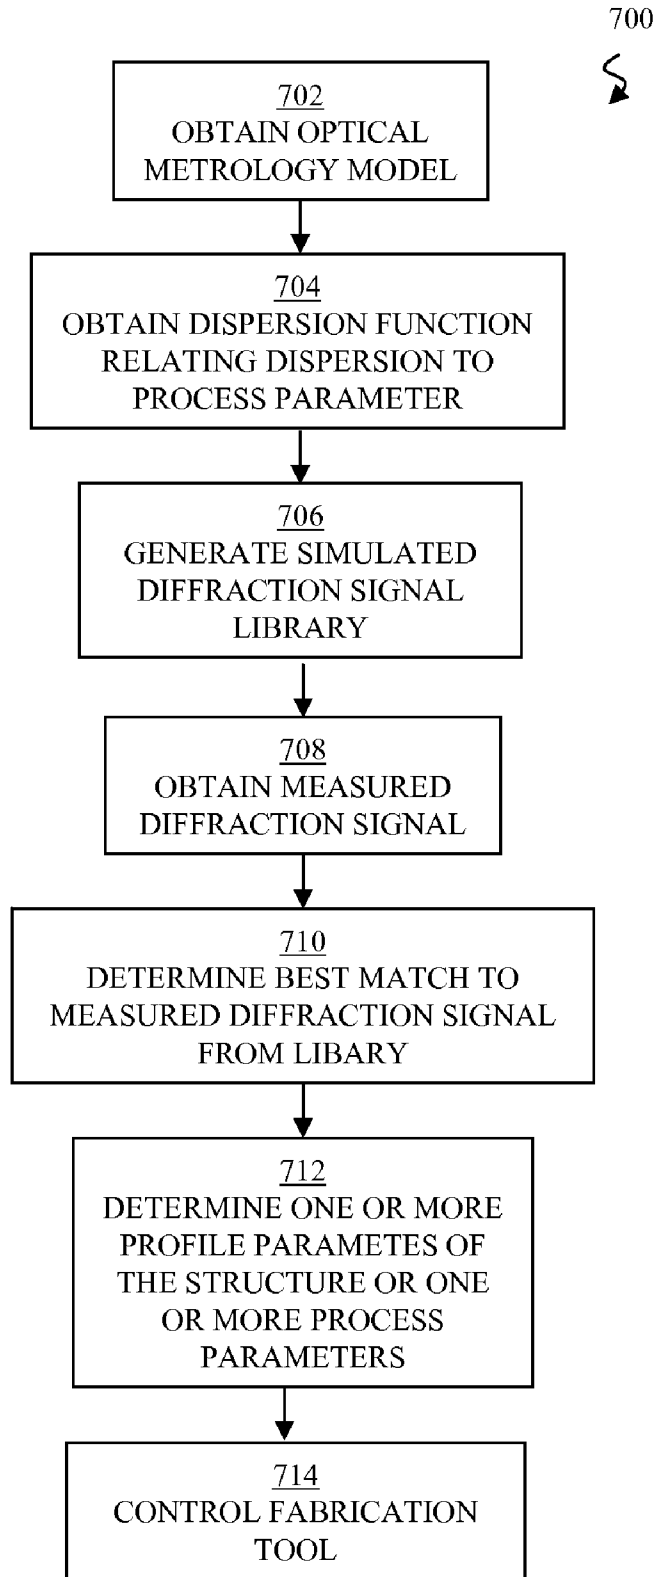 700
702
OBTAIN OPTICAL
METROLOGY MODEL
704
OBTAIN DISPERSION FUNCTION
RELATING DISPERSION TO
PROCESS PARAMETER
706
GENERATE SIMULATED
DIFFRACTION SIGNAL
LIBRARY
708
OBTAIN MEASURED
DIFFRACTION SIGNAL
710
DETERMINE BEST MATCH TO
MEASURED DIFFRACTION SIGNAL
FROM LIBARY
712
DETERMINE ONE OR MORE
PROFILE PARAMETES OF
THE STRUCTURE OR ONE
OR MORE PROCESS
PARAMETERS
714
CONTROL FABRICATION
TOOL